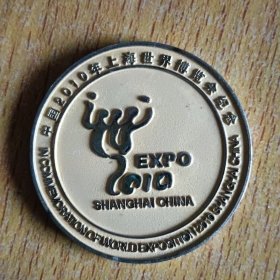 中国2010年上海世界博览会纪念
EXPO
2010
SHANGHAI CHINA
IN COMMEMORATION OF WORLD EXPOSITION 2010 SHANGHAI CHINA